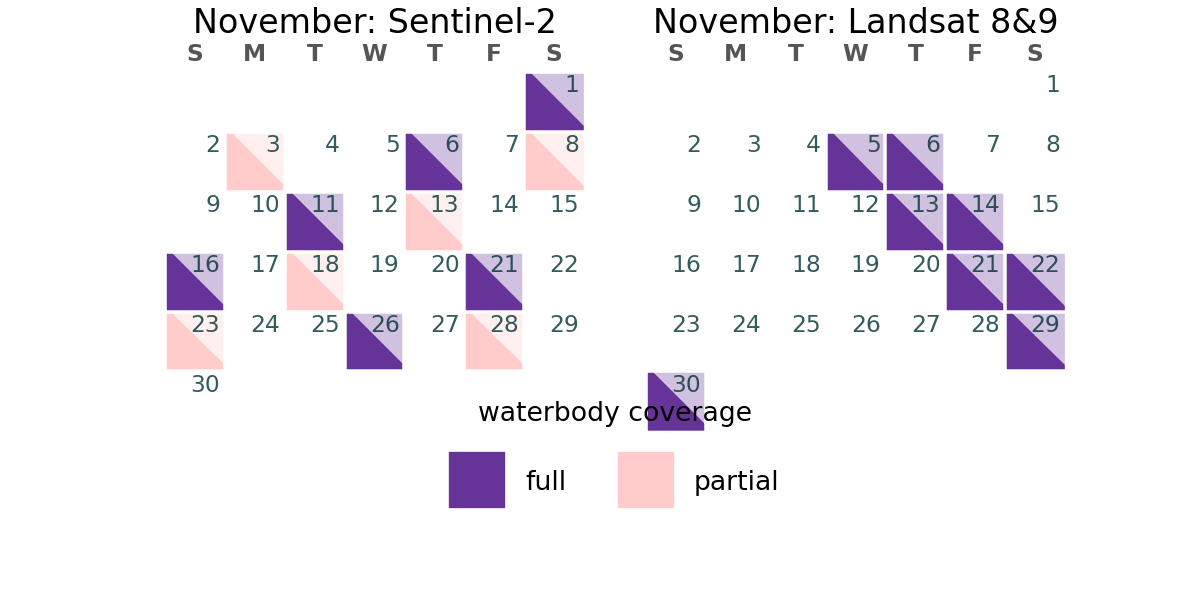 November: Sentinel-2
S M T W T F S
1
2 3 4 5 6 7 8
9 10 11 12 13 14 15
16 17 18 19 20 21 22
23 24 25 26 27 28 29
30
November: Landsat 8&9
S M T W T F S
1
2 3 4 5 6 7 8
9 10 11 12 13 14 15
16 17 18 19 20 21 22
23 24 25 26 27 28 29
30
waterbody coverage
full partial